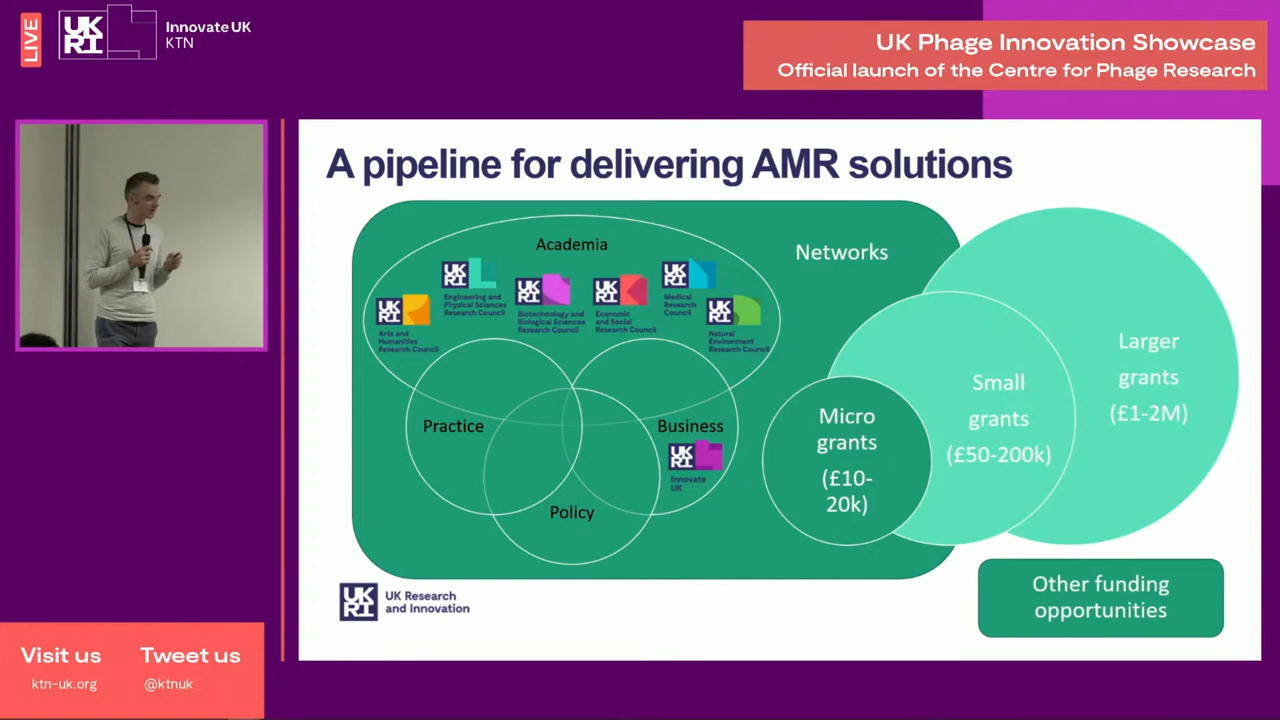 LIVE
UK
RI
Innovate UK
KTN
UK Phage Innovation Showcase
Official launch of the Centre for Phage Research
A pipeline for delivering AMR solutions
Academia
Networks
UK
RI
Arts and
Humanities
Research Council
UK
RI
Engineering and
Physical Sciences
Research Council
UK
RI
Biotechnology and
Biological Sciences
Research Council
UK
RI
Economic
and Social
Research Council
UK
RI
Medical
Research
Council
UK
RI
Natural
Environment
Research Council
Practice
Business
UK
RI
Innovate
UK
Policy
Micro
grants
(£10-
20k)
Small
grants
(£50-200k)
Larger
grants
(£1-2M)
Other funding
opportunities
UK
RI
UK Research
and Innovation
Visit us
ktn-uk.org
Tweet us
@ktnuk